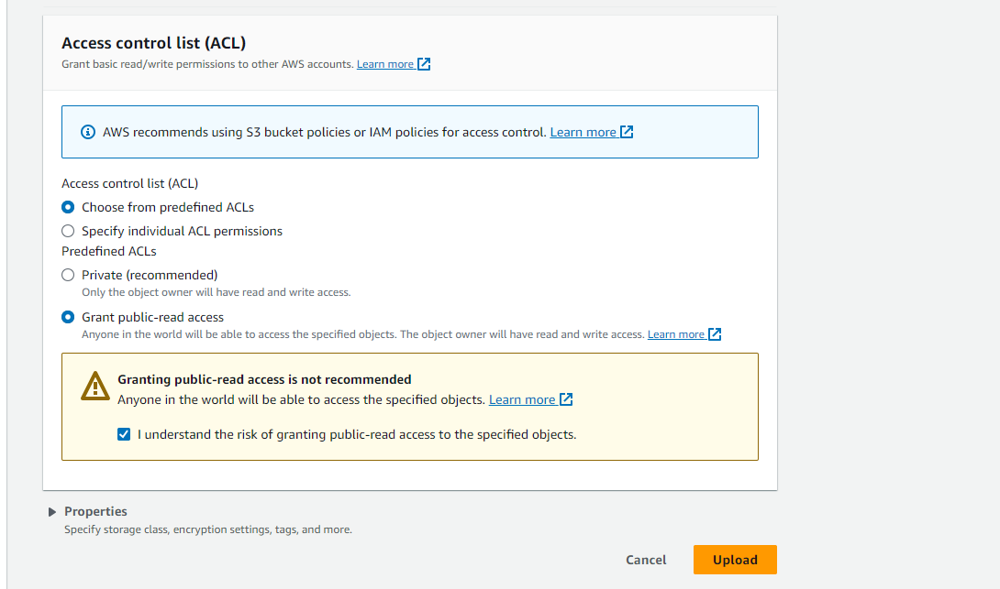 Access control list (ACL)
Grant basic read/write permissions to other AWS accounts. Learn more
AWS recommends using S3 bucket policies or IAM policies for access control. Learn more
Access control list (ACL)
Choose from predefined ACLs
Specify individual ACL permissions
Predefined ACLs
Private (recommended)
Only the object owner will have read and write access.
Grant public-read access
Anyone in the world will be able to access the specified objects. The object owner will have read and write access. Learn more
Granting public-read access is not recommended
Anyone in the world will be able to access the specified objects. Learn more
I understand the risk of granting public-read access to the specified objects.
Properties
Specify storage class, encryption settings, tags, and more.
Cancel Upload